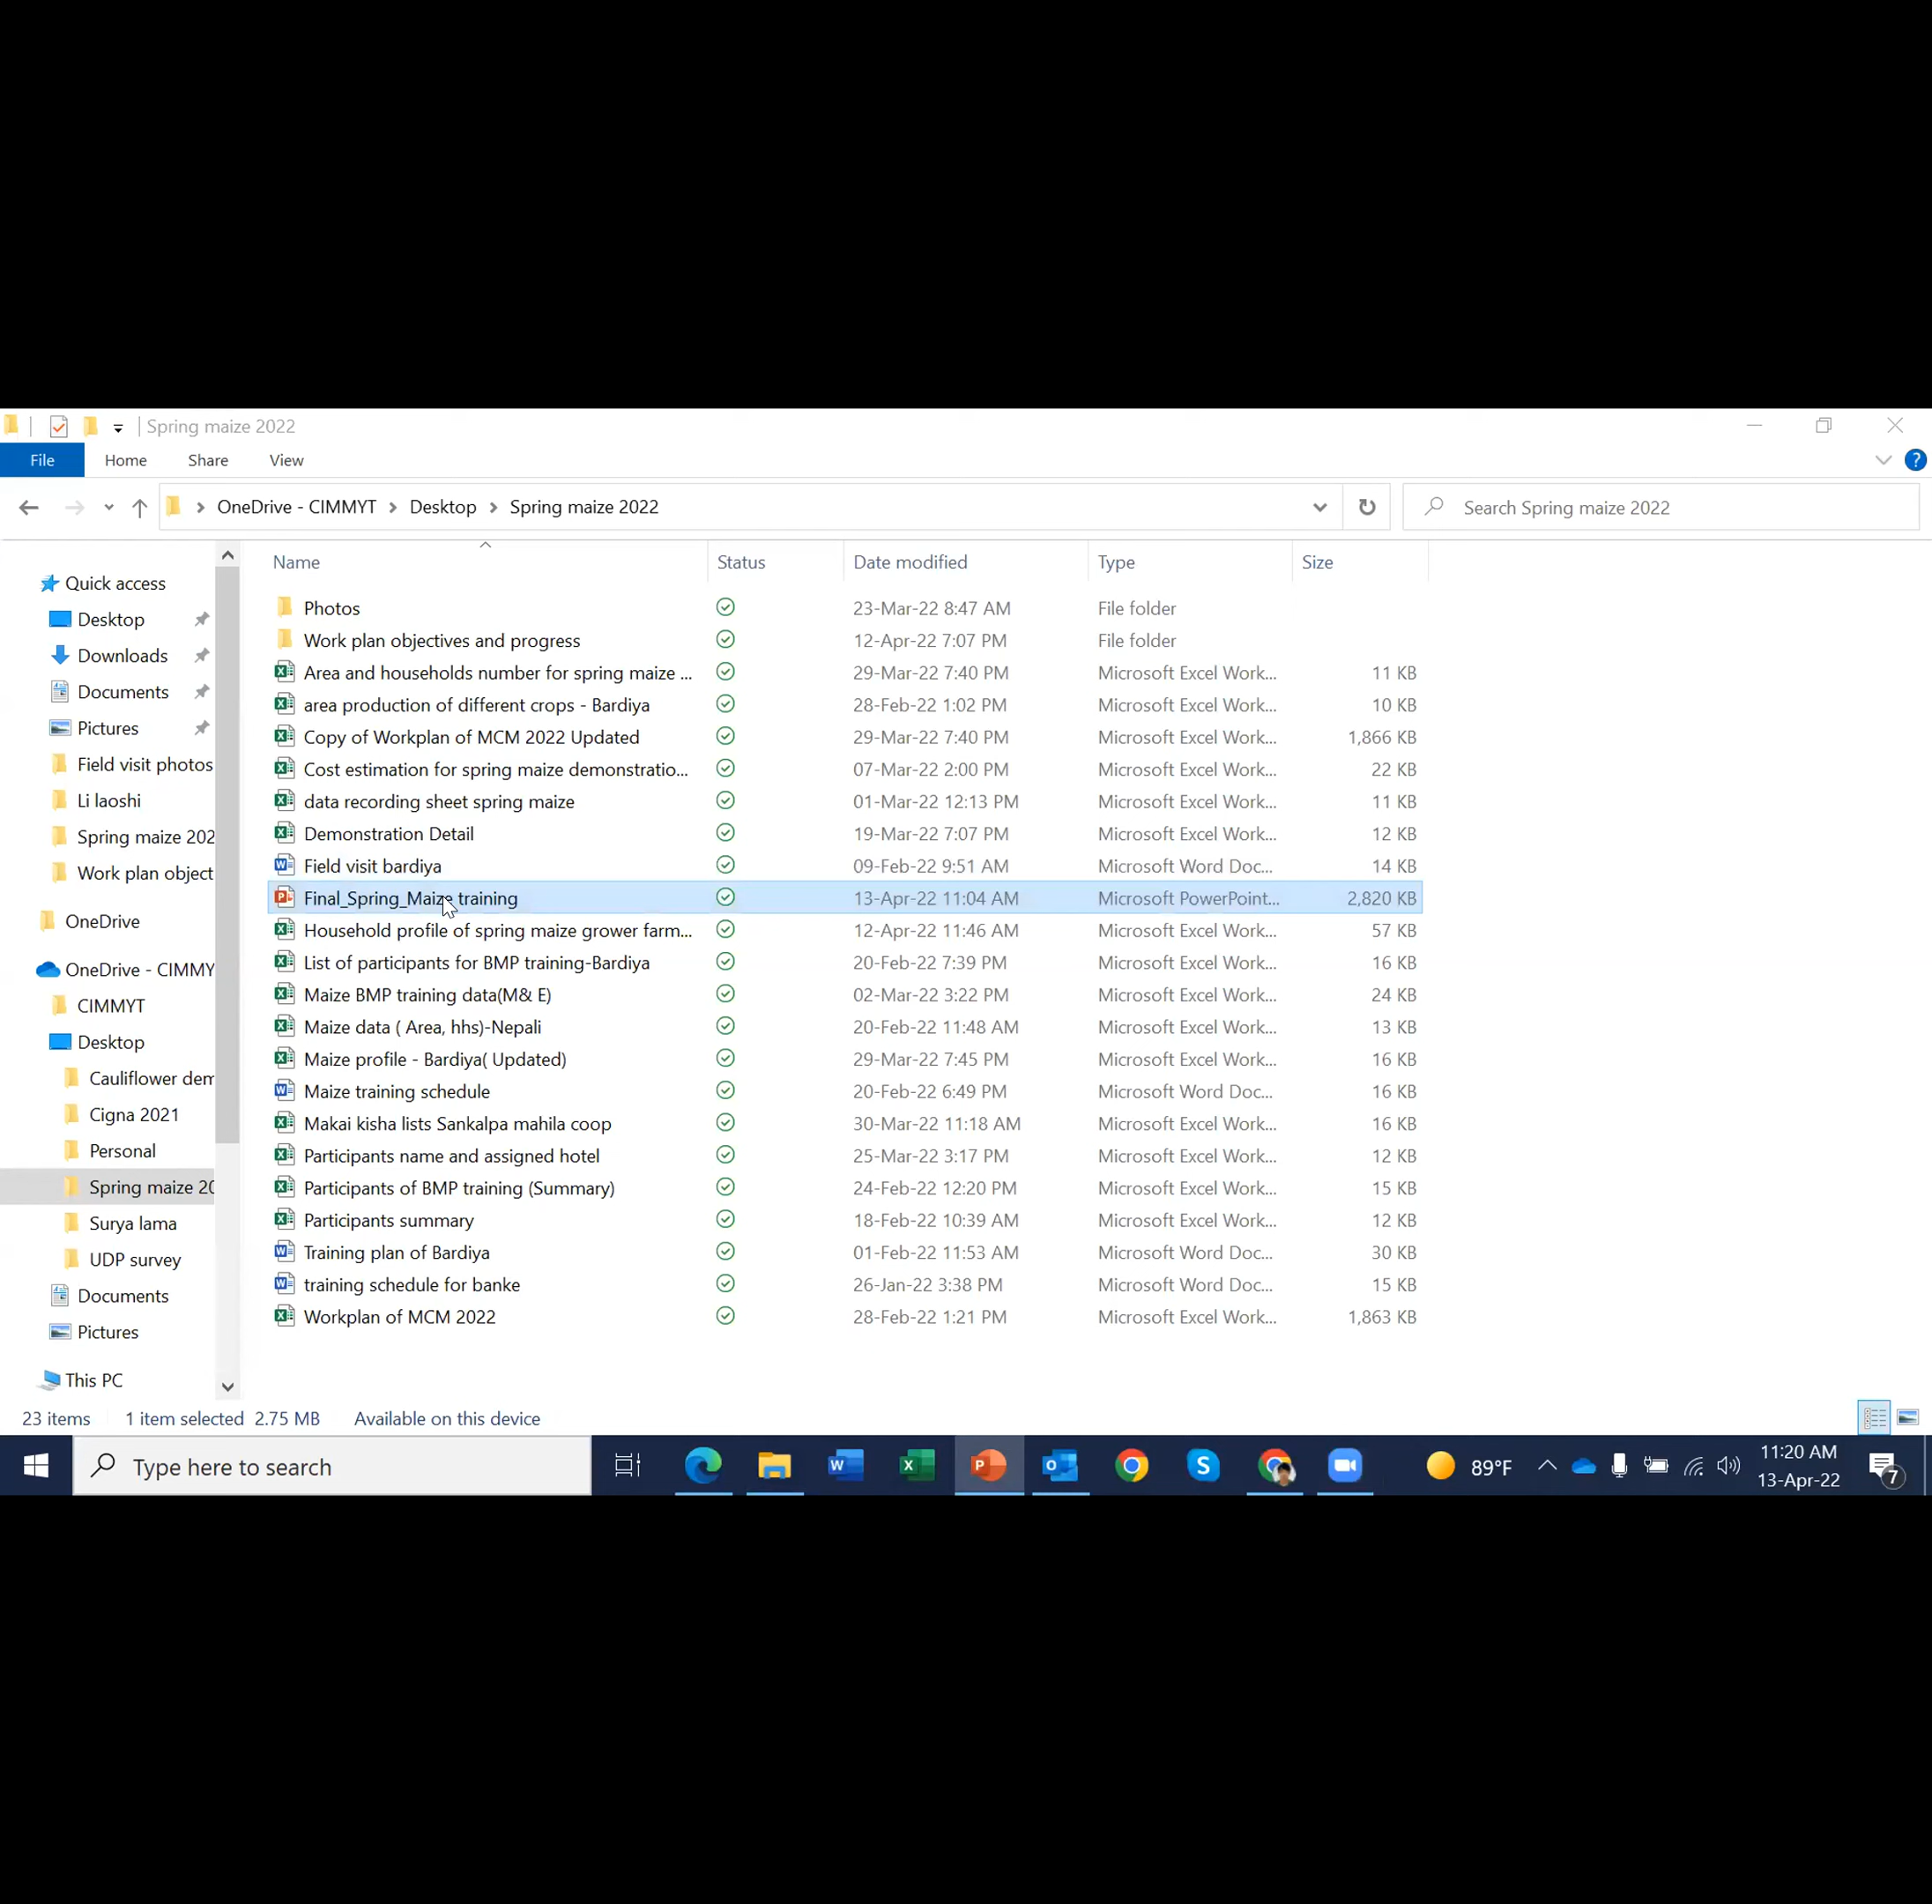 Spring maize 2022
File Home Share View
OneDrive - CIMMYT Desktop Spring maize 2022 Search Spring maize 2022
Name Status Date modified Type Size
Quick access
Desktop
Downloads
Documents
Pictures
Field visit photos
Li laoshi
Spring maize 202
Work plan object
OneDrive
OneDrive - CIMMY
CIMMYT
Desktop
Cauliflower dem
Cigna 2021
Personal
Spring maize 20
Surya lama
UDP survey
Documents
Pictures
This PC
Photos 23-Mar-22 8:47 AM File folder
Work plan objectives and progress 12-Apr-22 7:07 PM File folder
Area and households number for spring maize ... 29-Mar-22 7:40 PM Microsoft Excel Work... 11 KB
area production of different crops - Bardiya 28-Feb-22 1:02 PM Microsoft Excel Work... 10 KB
Copy of Workplan of MCM 2022 Updated 29-Mar-22 7:40 PM Microsoft Excel Work... 1,866 KB
Cost estimation for spring maize demonstratio... 07-Mar-22 2:00 PM Microsoft Excel Work... 22 KB
data recording sheet spring maize 01-Mar-22 12:13 PM Microsoft Excel Work... 11 KB
Demonstration Detail 19-Mar-22 7:07 PM Microsoft Excel Work... 12 KB
Field visit bardiya 09-Feb-22 9:51 AM Microsoft Word Doc... 14 KB
Final_Spring_Maize training 13-Apr-22 11:04 AM Microsoft PowerPoint... 2,820 KB
Household profile of spring maize grower farm... 12-Apr-22 11:46 AM Microsoft Excel Work... 57 KB
List of participants for BMP training-Bardiya 20-Feb-22 7:39 PM Microsoft Excel Work... 16 KB
Maize BMP training data(M& E) 02-Mar-22 3:22 PM Microsoft Excel Work... 24 KB
Maize data ( Area, hhs)-Nepali 20-Feb-22 11:48 AM Microsoft Excel Work... 13 KB
Maize profile - Bardiya( Updated) 29-Mar-22 7:45 PM Microsoft Excel Work... 16 KB
Maize training schedule 20-Feb-22 6:49 PM Microsoft Word Doc... 16 KB
Makai kisha lists Sankalpa mahila coop 30-Mar-22 11:18 AM Microsoft Excel Work... 16 KB
Participants name and assigned hotel 25-Mar-22 3:17 PM Microsoft Excel Work... 12 KB
Participants of BMP training (Summary) 24-Feb-22 12:20 PM Microsoft Excel Work... 15 KB
Participants summary 18-Feb-22 10:39 AM Microsoft Excel Work... 12 KB
Training plan of Bardiya 01-Feb-22 11:53 AM Microsoft Word Doc... 30 KB
training schedule for banke 26-Jan-22 3:38 PM Microsoft Word Doc... 15 KB
Workplan of MCM 2022 28-Feb-22 1:21 PM Microsoft Excel Work... 1,863 KB
23 items 1 item selected 2.75 MB Available on this device
Type here to search 89°F 11:20 AM
13-Apr-22 7